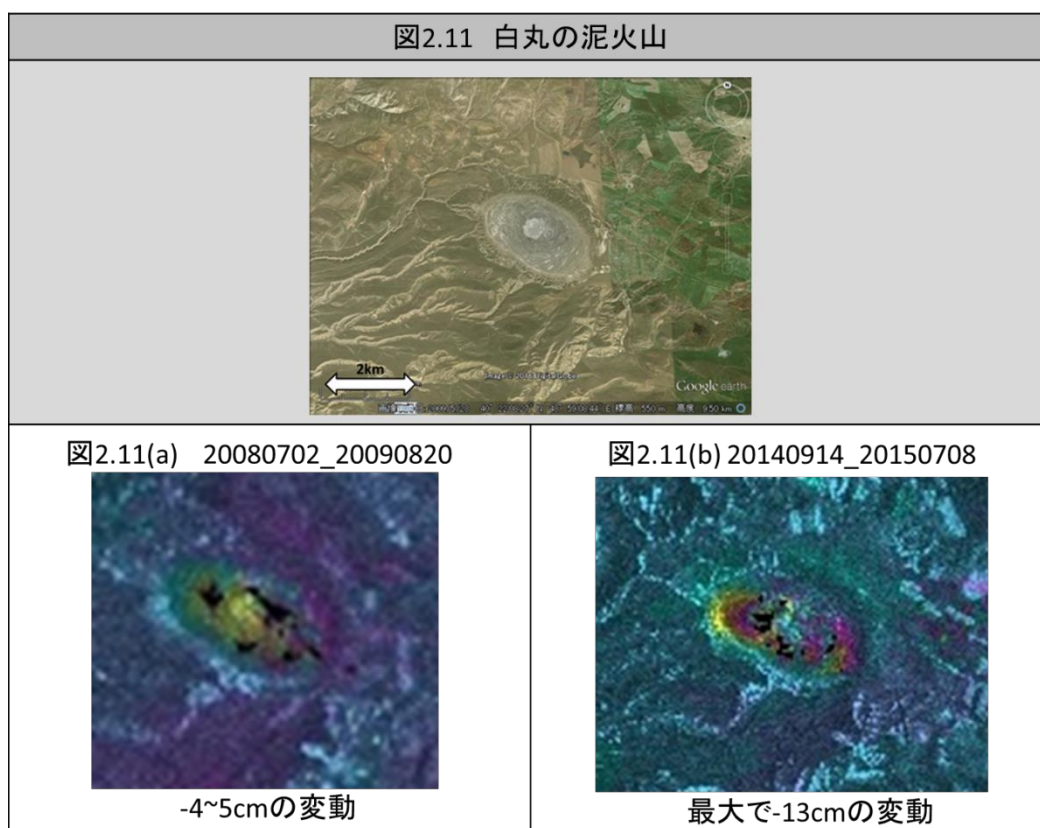 図2.11 白丸の泥火山
2km
Google earth
図2.11(a) 20080702_20090820
図2.11(b) 20140914_20150708
-4~5cmの変動
最大で-13cmの変動